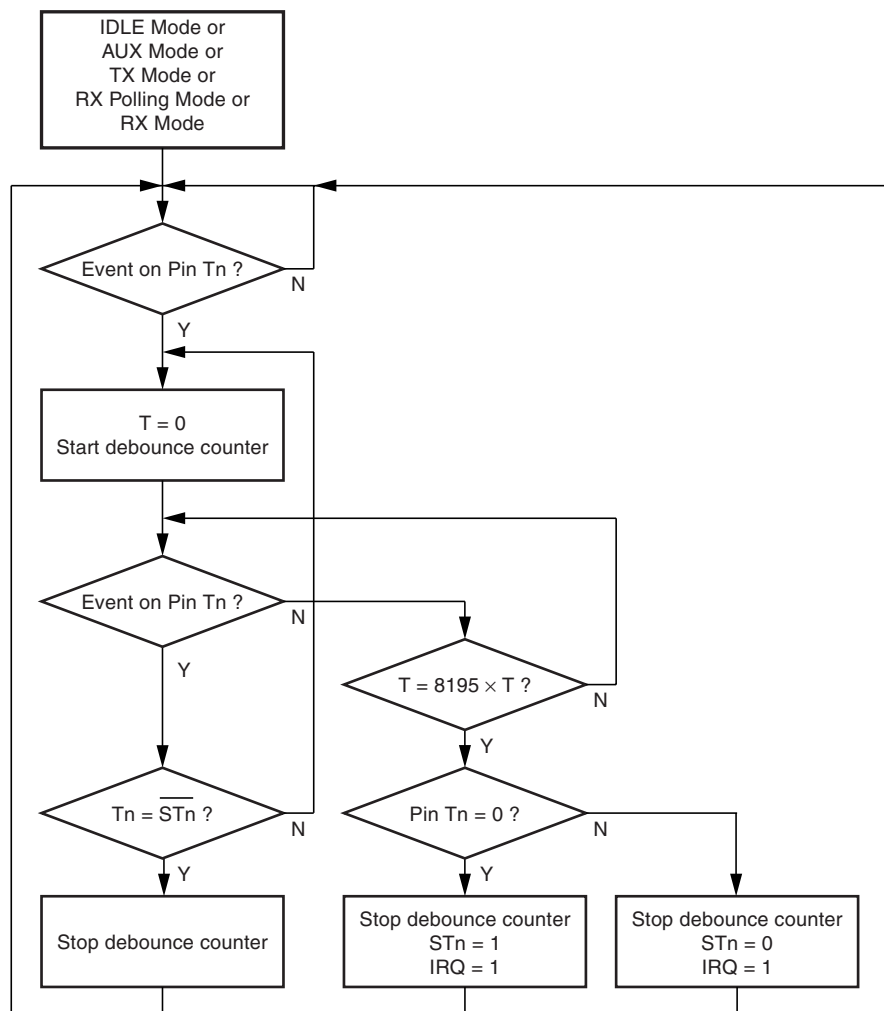 IDLE Mode or
AUX Mode or
TX Mode or
RX Polling Mode or
RX Mode
Event on Pin Tn ?
N
Y
T = 0
Start debounce counter
Event on Pin Tn ?
N
Y
T = 8195 × T ?
N
Y
Tn = S̅T̅n̅ ?
N
Y
Pin Tn = 0 ?
N
Y
Stop debounce counter
Stop debounce counter
STn = 1
IRQ = 1
Stop debounce counter
STn = 0
IRQ = 1